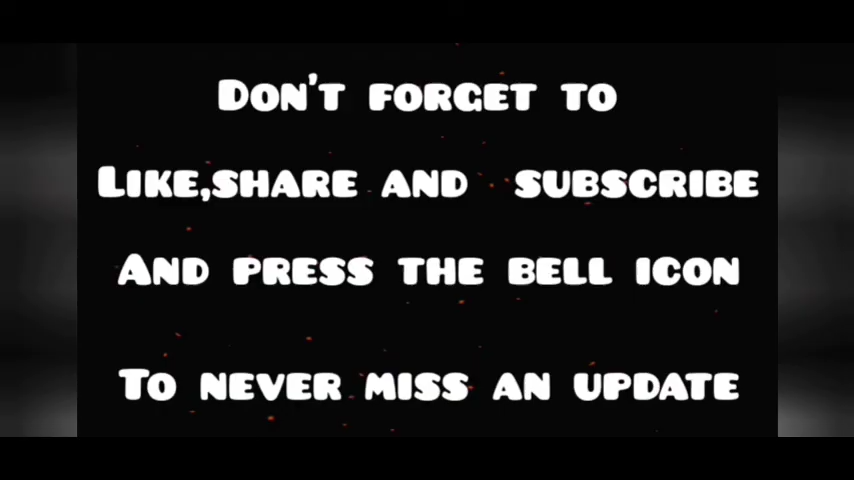 Don't forget to
Like,share and subscribe
And press the bell icon
To never miss an update